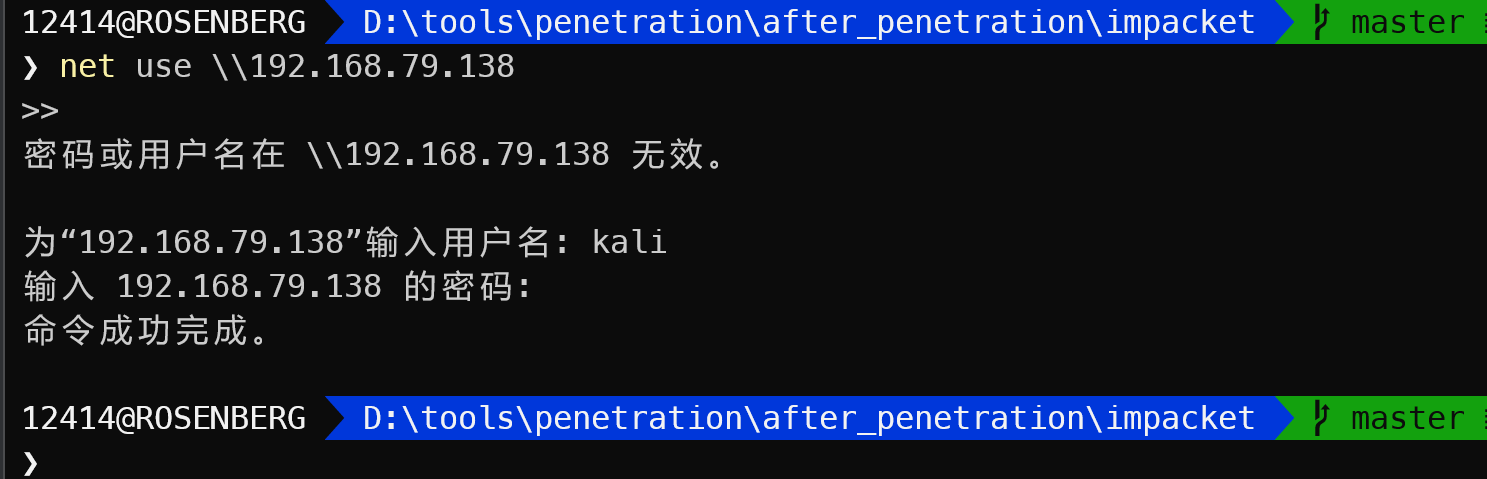 12414@ROSENBERG D:\tools\penetration\after_penetration\impacket master
❯ net use \\192.168.79.138
>>
密码或用户名在 \\192.168.79.138 无效。
为“192.168.79.138”输入用户名: kali
输入 192.168.79.138 的密码:
命令成功完成。
12414@ROSENBERG D:\tools\penetration\after_penetration\impacket master
❯